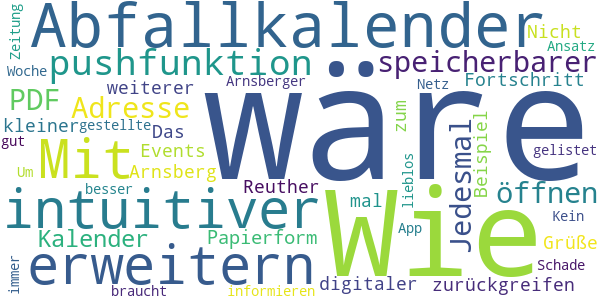 Zeitung
Abfallkalender
Nicht
Ansatz
Woche
pushfunktion
speicherbarer
Arnsberger
Netz
Fortschritt
PDF
weiterer
Adresse
wäre
kleiner
gestellte
zum
Das
Jedesmal
Beispiel
gut
Mit
Events
gelistet
Um
Arnsberg
lieblos
besser
Reuther
öffnen
intuitiver
mal
Wie
Kein
Kalender
Papierform
App
Grüße
immer
erweitern
Schade
digitaler
zurückgreifen
braucht
informieren